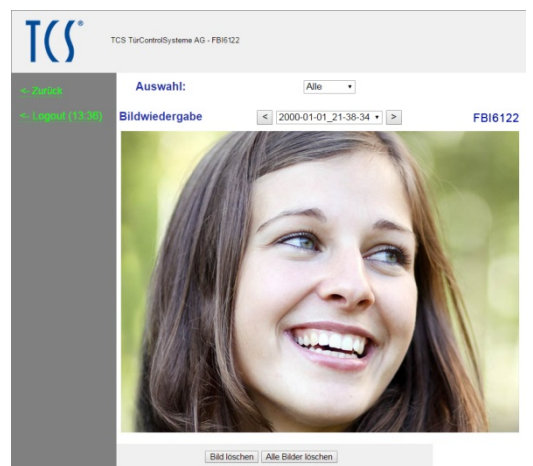 TCS®
TCS TürControlSysteme AG - FBI6122
<- Zurück
<- Logout (13:36)
Auswahl: Alle
Bildwiedergabe < 2000-01-01_21-38-34 > FBI6122
Bild löschen Alle Bilder löschen